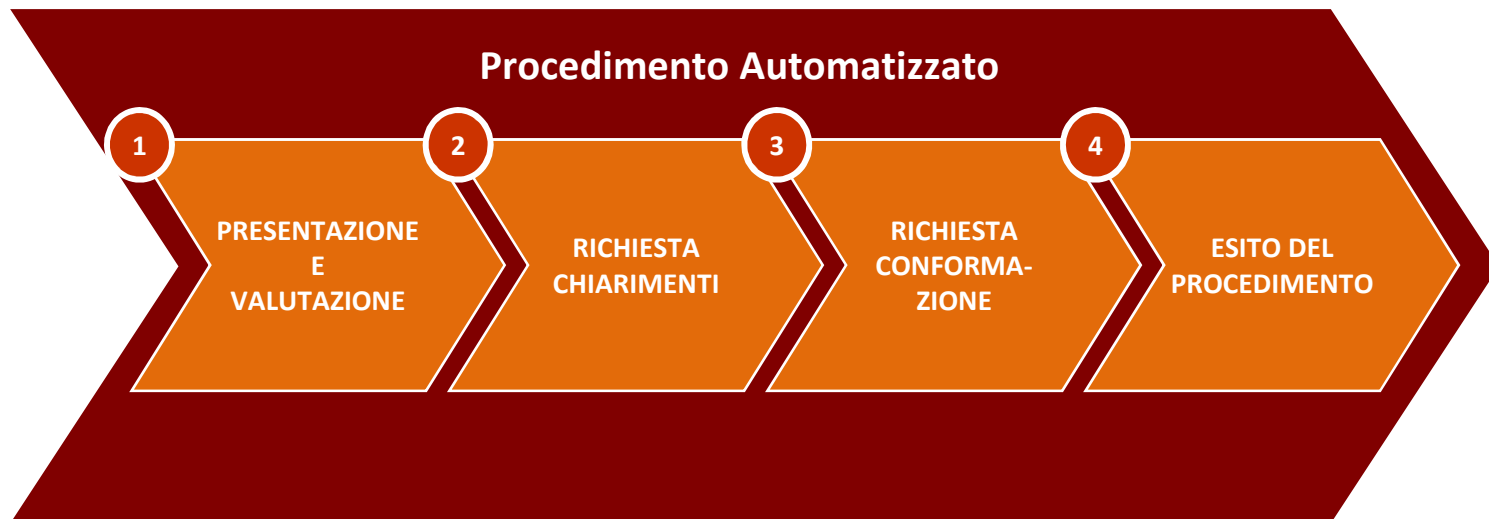 Procedimento Automatizzato
1
PRESENTAZIONE
E
VALUTAZIONE
2
RICHIESTA
CHIARIMENTI
3
RICHIESTA
CONFORMA-
ZIONE
4
ESITO DEL
PROCEDIMENTO